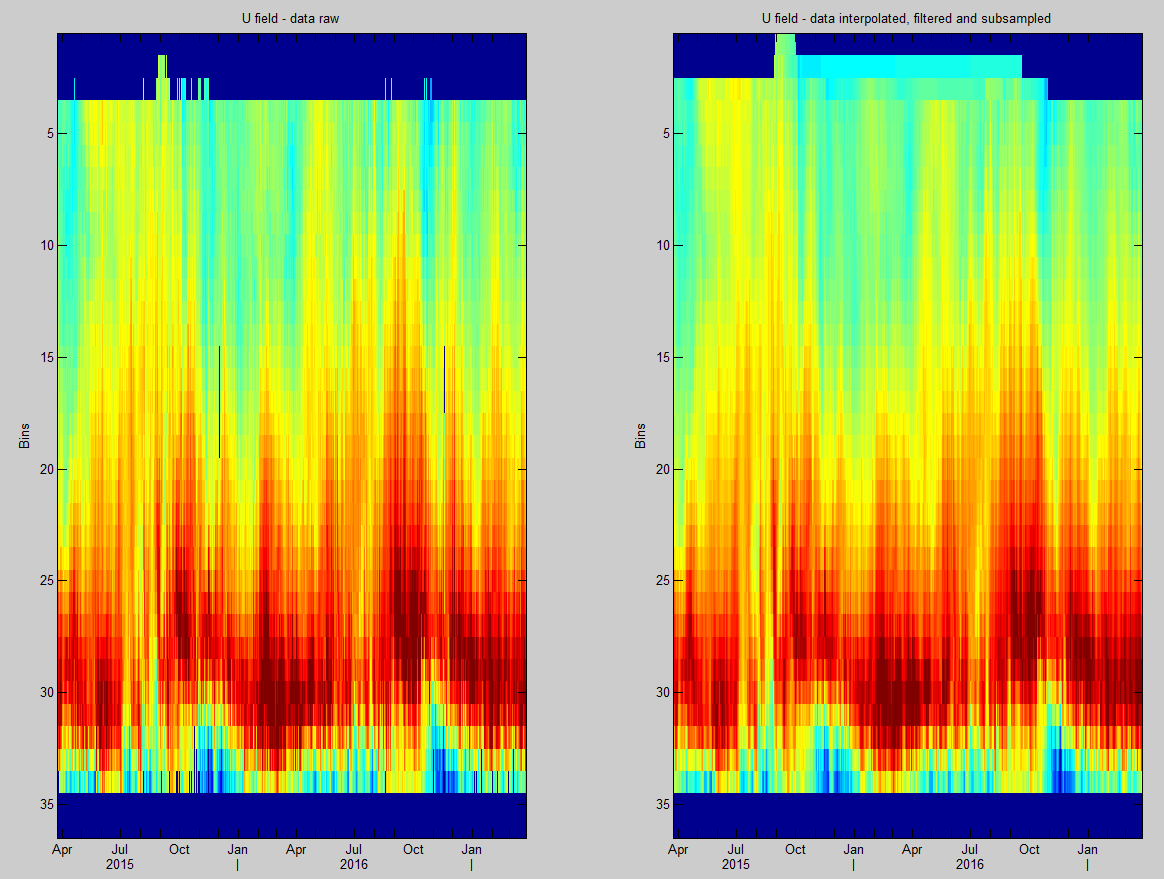 U field - data raw
U field - data interpolated, filtered and subsampled
5
10
15
20
25
30
35
Bins
Apr Jul Oct Jan Apr Jul Oct Jan
2015 | 2016 |
5
10
15
20
25
30
35
Bins
Apr Jul Oct Jan Apr Jul Oct Jan
2015 | 2016 |